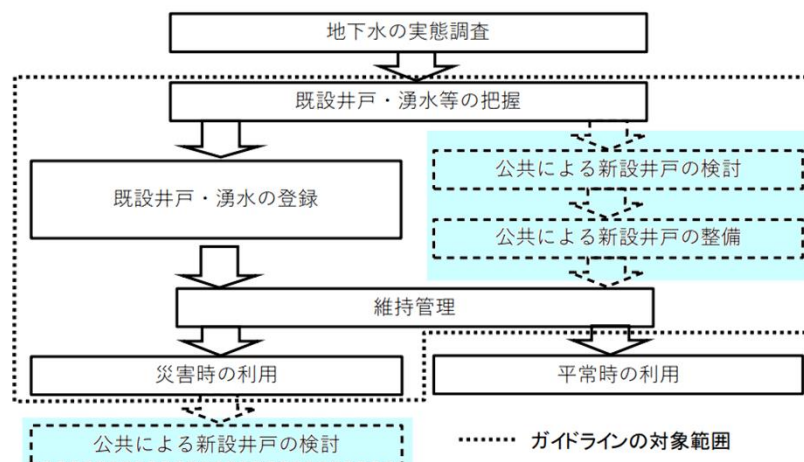 地下水の実態調査
既設井戸・湧水等の把握
公共による新設井戸の検討
既設井戸・湧水の登録
公共による新設井戸の整備
維持管理
災害時の利用
平常時の利用
公共による新設井戸の検討
ガイドラインの対象範囲